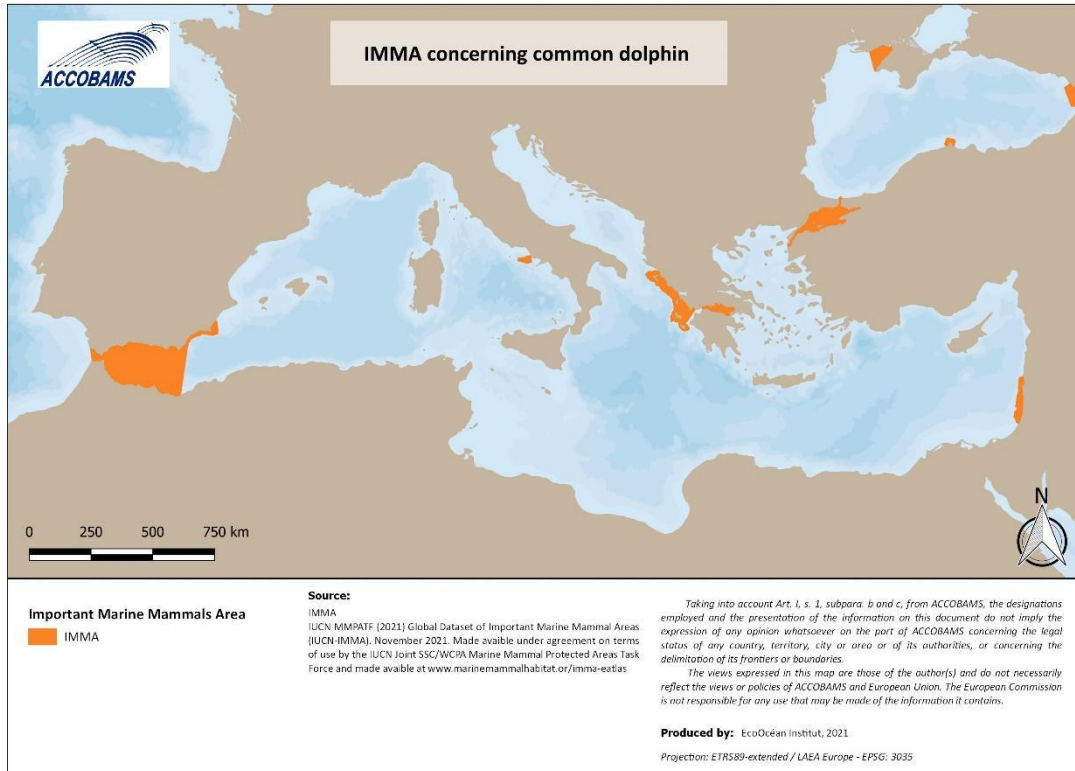 ACCOBAMS
IMMA concerning common dolphin
N
0 250 500 750 km
Important Marine Mammals Area
IMMA
Source:
IMMA
IUCN MMPATF (2021) Global Dataset of Important Marine Mammal Areas
(IUCN-IMMA). November 2021. Made avaible under agreement on terms
of use by the IUCN Joint SSC/WCPA Marine Mammal Protected Areas Task
Force and made avaible at www.marinemammalhabitat.or/imma-eatlas
Taking into account Art. I, s. 1, subpara. b and c, from ACCOBAMS, the designations
employed and the presentation of the information on this document do not imply the
expression of any opinion whatsoever on the part of ACCOBAMS concerning the legal
status of any country, territory, city or area or of its authorities, or concerning the
delimitation of its frontiers or boundaries.
The views expressed in this map are those of the author(s) and do not necessarily
reflect the views or policies of ACCOBAMS and European Union. The European Commission
is not responsible for any use that may be made of the information it contains.
Produced by: EcoOcéan Institut, 2021
Projection: ETRS89-extended / LAEA Europe - EPSG: 3035